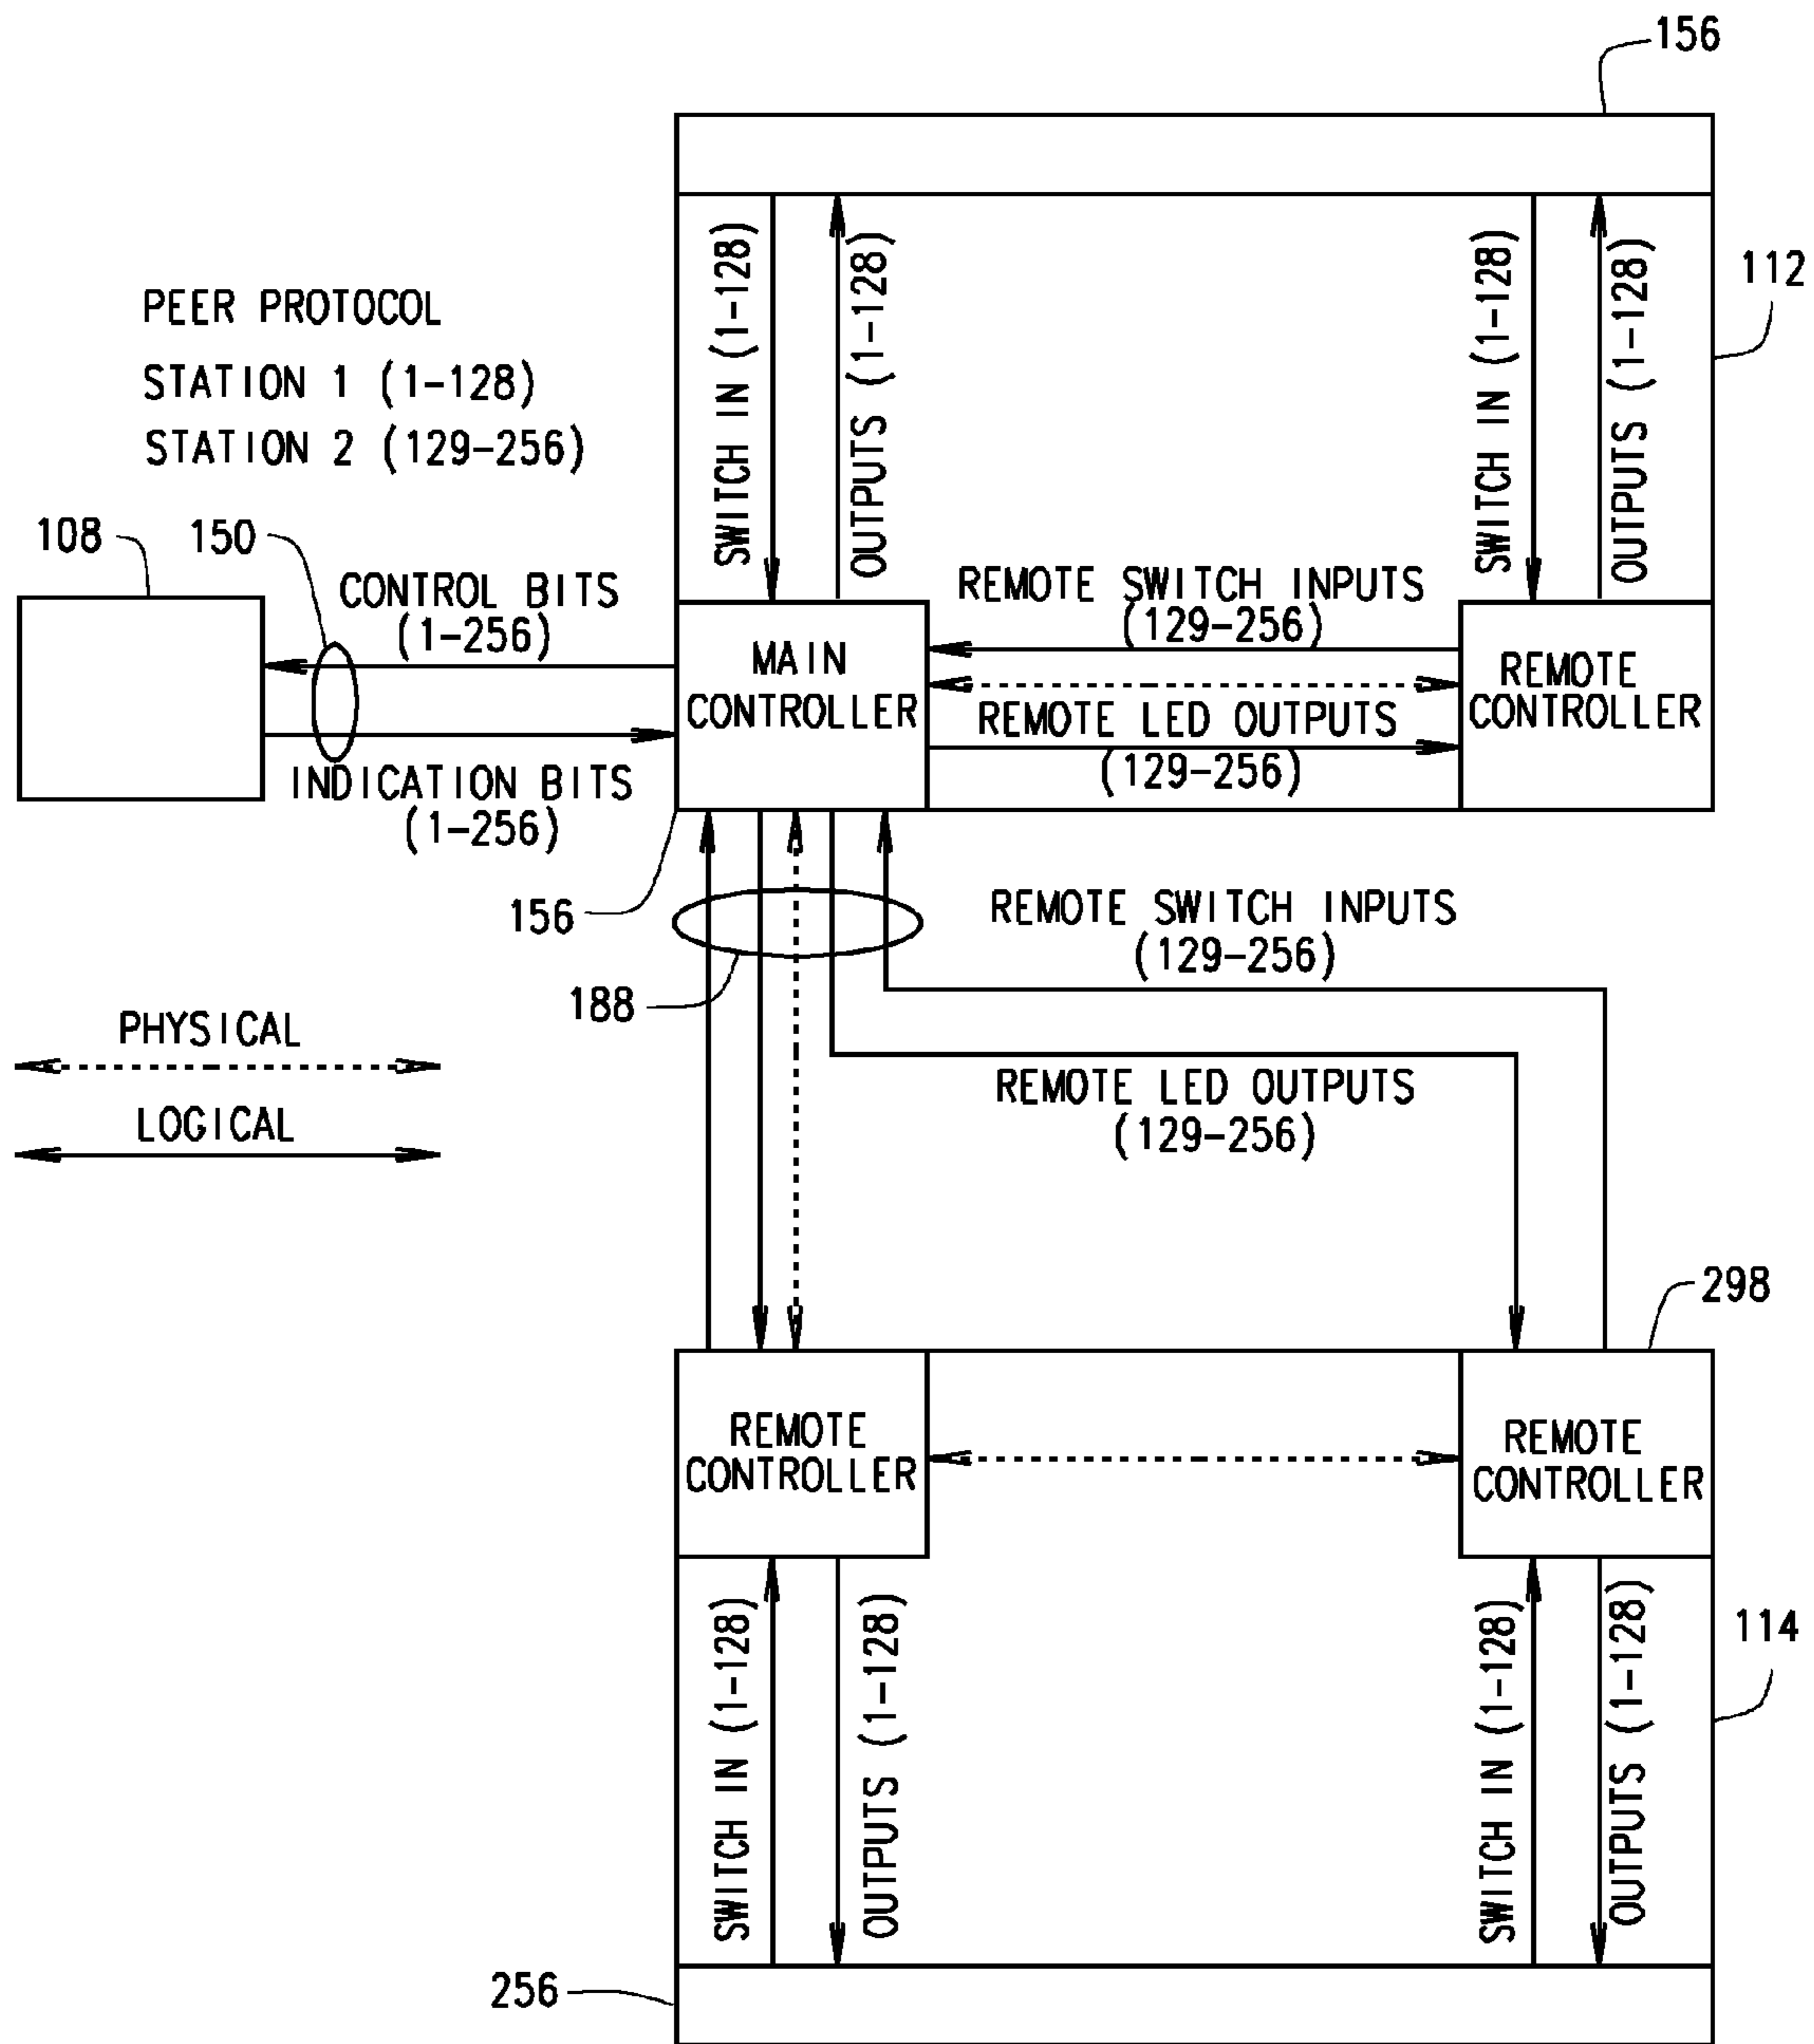 156
SWITCH IN (1-128)
OUTPUTS (1-128)
SWITCH IN (1-128)
OUTPUTS (1-128)
112
PEER PROTOCOL
STATION 1 (1-128)
STATION 2 (129-256)
108
150
CONTROL BITS
(1-256)
INDICATION BITS
(1-256)
MAIN
CONTROLLER
REMOTE SWITCH INPUTS
(129-256)
REMOTE LED OUTPUTS
(129-256)
REMOTE
CONTROLLER
156
188
REMOTE SWITCH INPUTS
(129-256)
PHYSICAL
LOGICAL
REMOTE LED OUTPUTS
(129-256)
298
REMOTE
CONTROLLER
REMOTE
CONTROLLER
SWITCH IN (1-128)
OUTPUTS (1-128)
SWITCH IN (1-128)
OUTPUTS (1-128)
114
256